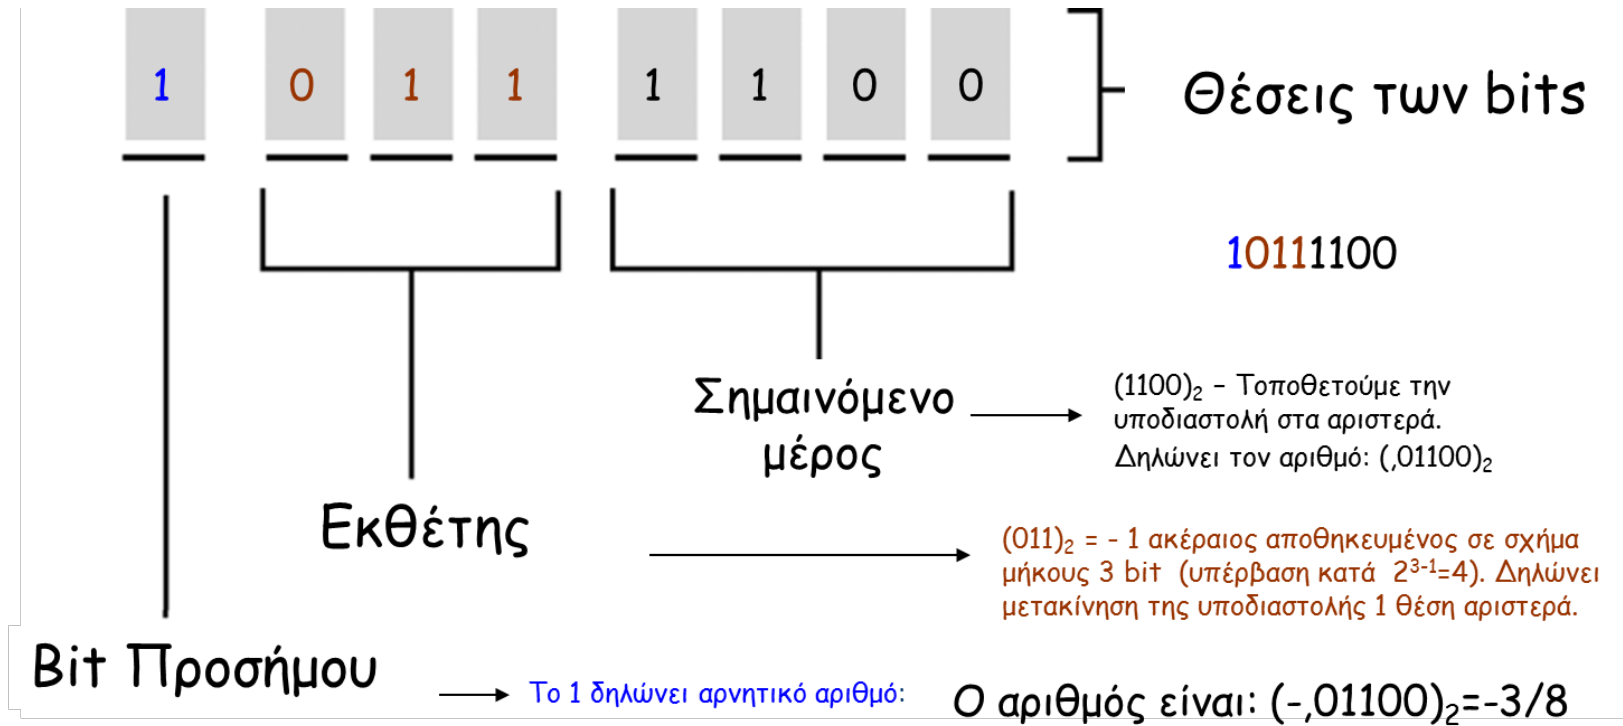 1 0 1 1 1 1 0 0
Θέσεις των bits
10111100
Σημαινόμενο
μέρος
(1100)₂ – Τοποθετούμε την
υποδιαστολή στα αριστερά.
Δηλώνει τον αριθμό: (,01100)₂
Εκθέτης
(011)₂ = - 1 ακέραιος αποθηκευμένος σε σχήμα
μήκους 3 bit (υπέρβαση κατά 2³⁻¹=4). Δηλώνει
μετακίνηση της υποδιαστολής 1 θέση αριστερά.
Bit Προσήμου
Το 1 δηλώνει αρνητικό αριθμό:
Ο αριθμός είναι: (-,01100)₂=-3/8